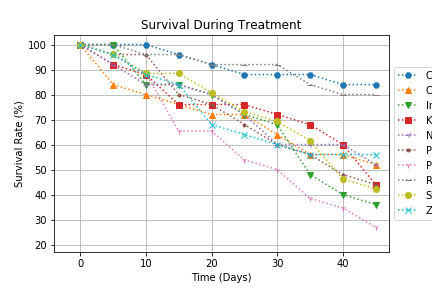 Survival During Treatment
100
90
80
70
60
50
40
30
20
Survival Rate (%)
0
10
20
30
40
Time (Days)
C
C
In
K
N
P
P
R
S
Z